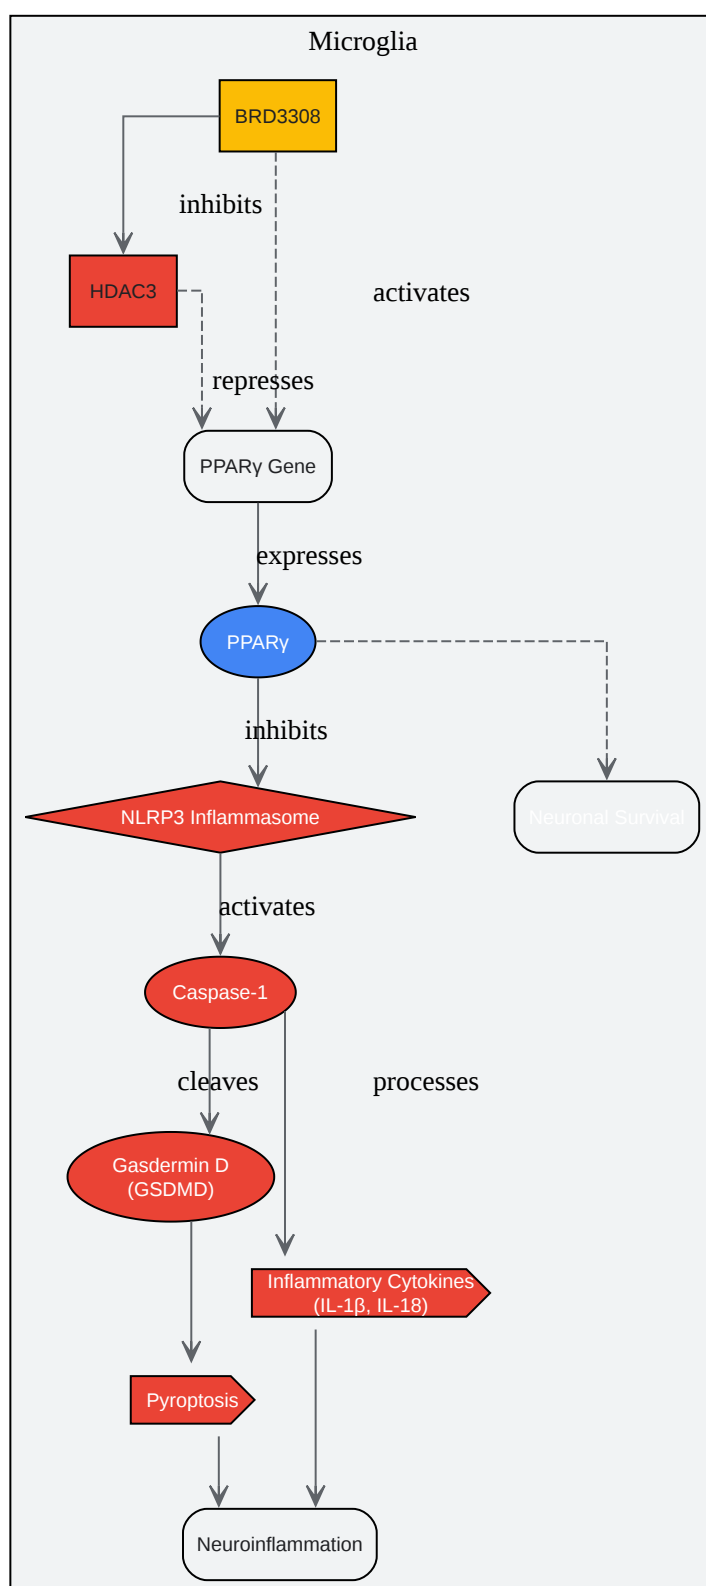 Microglia
BRD3308
inhibits
HDAC3
activates
represses
PPARγ Gene
expresses
PPARγ
inhibits
NLRP3 Inflammasome
Neuronal Survival
activates
Caspase-1
cleaves
processes
Gasdermin D
(GSDMD)
Inflammatory Cytokines
(IL-1β, IL-18)
Pyroptosis
Neuroinflammation